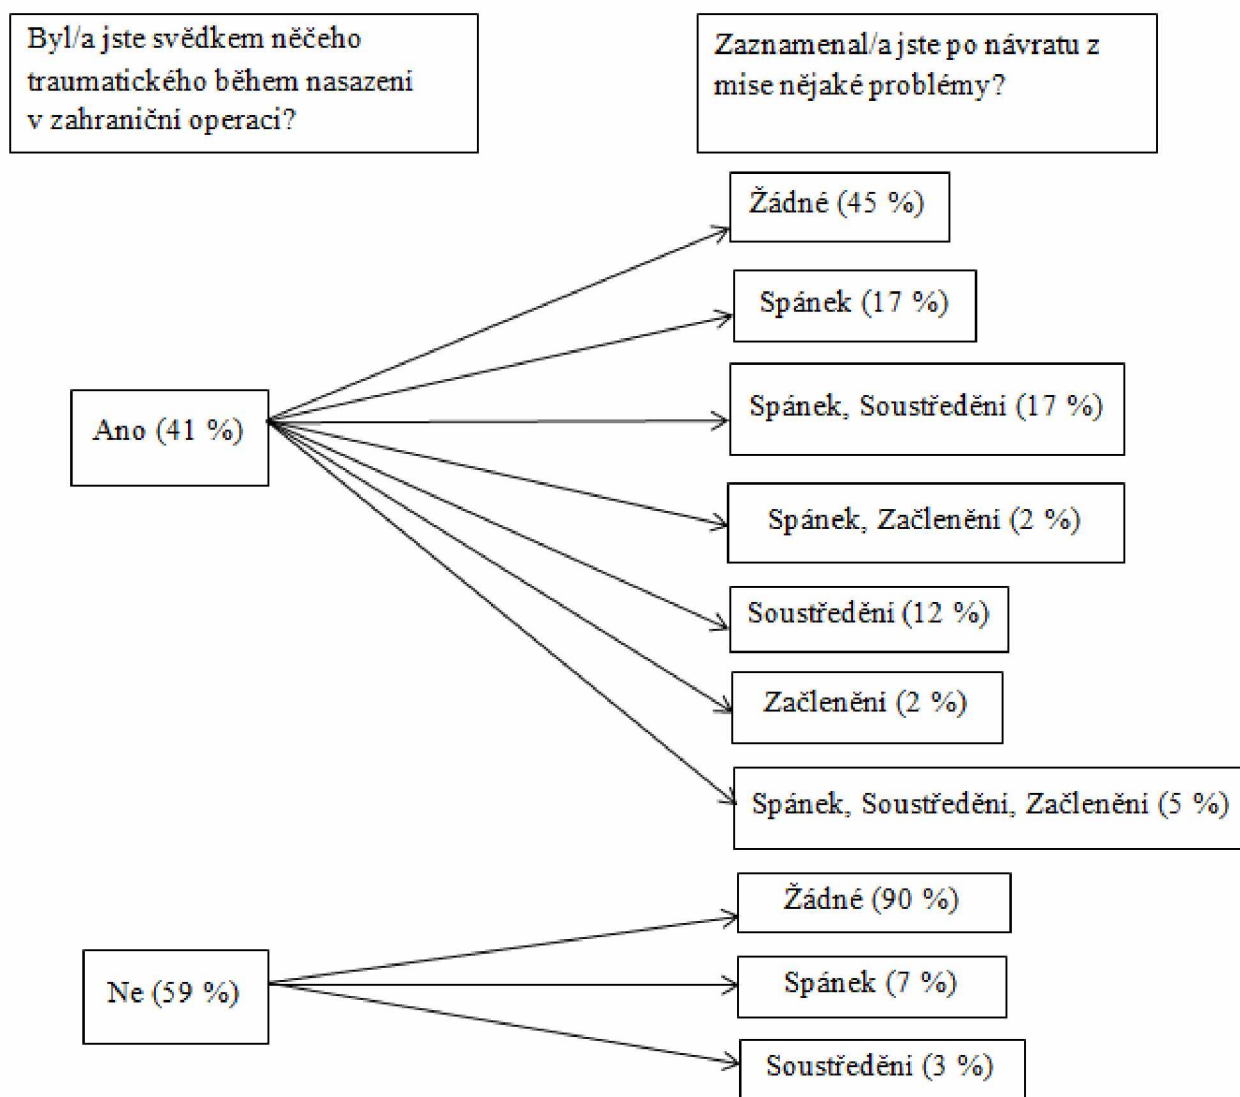 Byl/a jste svědkem něčeho
traumatického během nasazení
v zahraniční operaci?
Zaznamenal/a jste po návratu z
mise nějaké problémy?
Žádné (45 %)
Spánek (17 %)
Ano (41 %)
Spánek, Soustředění (17 %)
Spánek, Začlenění (2 %)
Soustředění (12 %)
Začlenění (2 %)
Spánek, Soustředění, Začlenění (5 %)
Žádné (90 %)
Ne (59 %)
Spánek (7 %)
Soustředění (3 %)